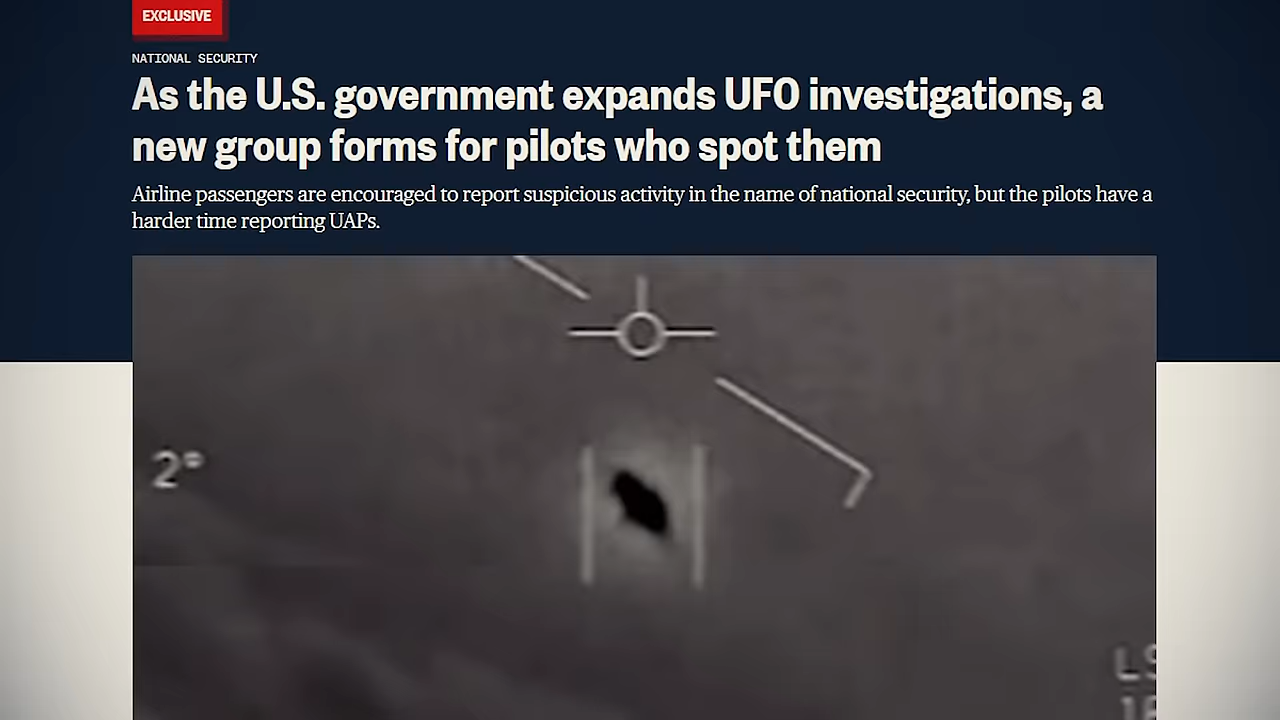 EXCLUSIVE
NATIONAL SECURITY
As the U.S. government expands UFO investigations, a
new group forms for pilots who spot them
Airline passengers are encouraged to report suspicious activity in the name of national security, but the pilots have a
harder time reporting UAPs.
2°